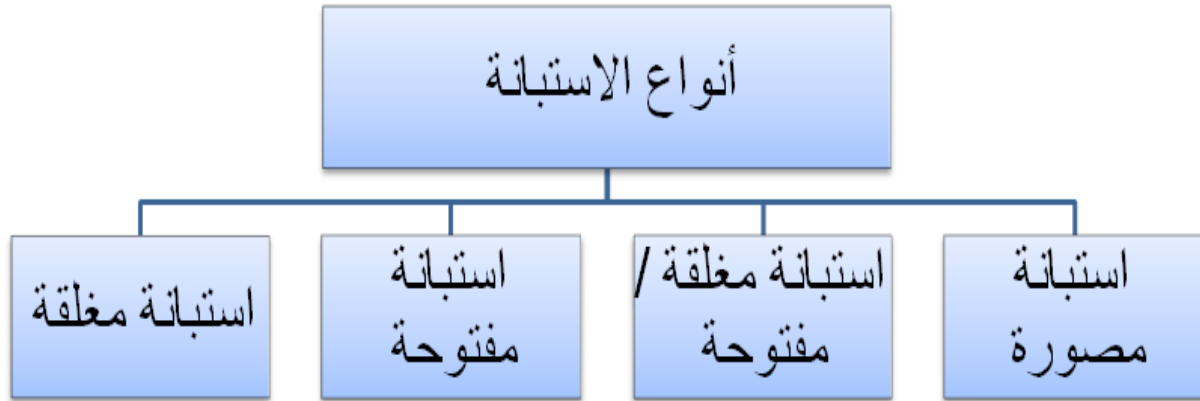 أنواع الاستبانة
استبانة
مصورة
استبانة مغلقة /
مفتوحة
استبانة
مفتوحة
استبانة مغلقة